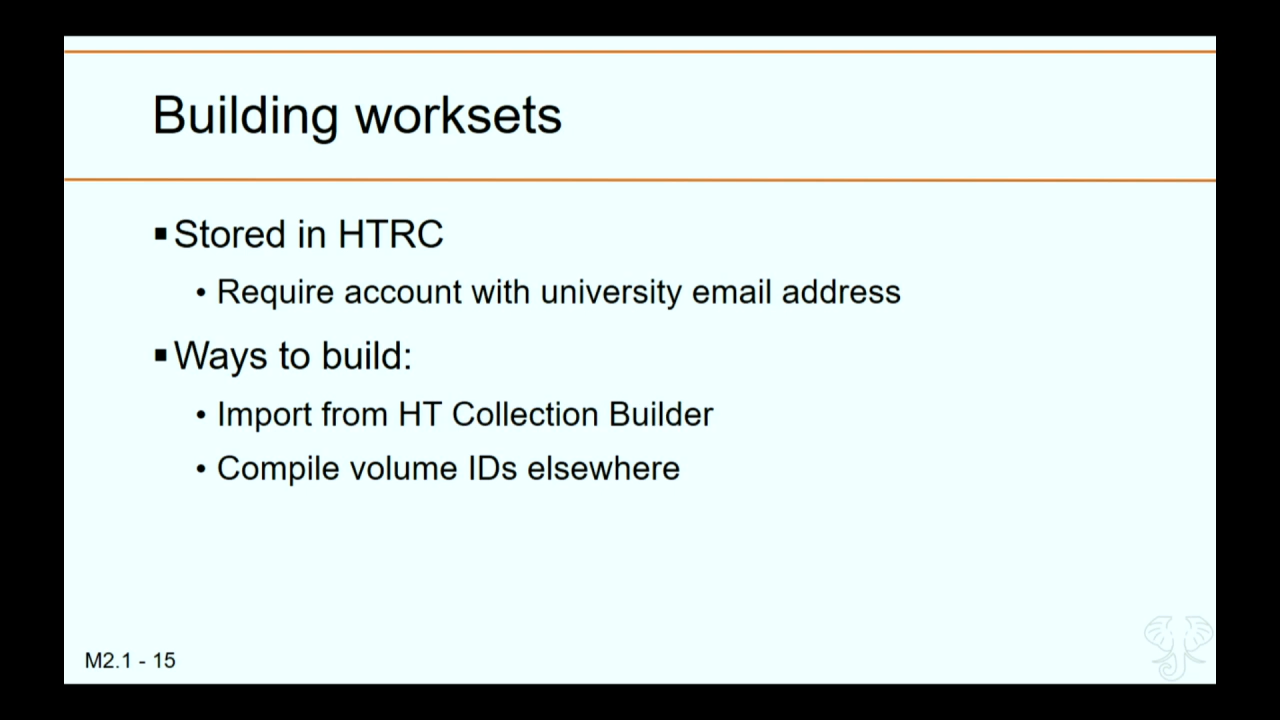 Building worksets
▪Stored in HTRC
• Require account with university email address
▪Ways to build:
• Import from HT Collection Builder
• Compile volume IDs elsewhere
M2.1 - 15